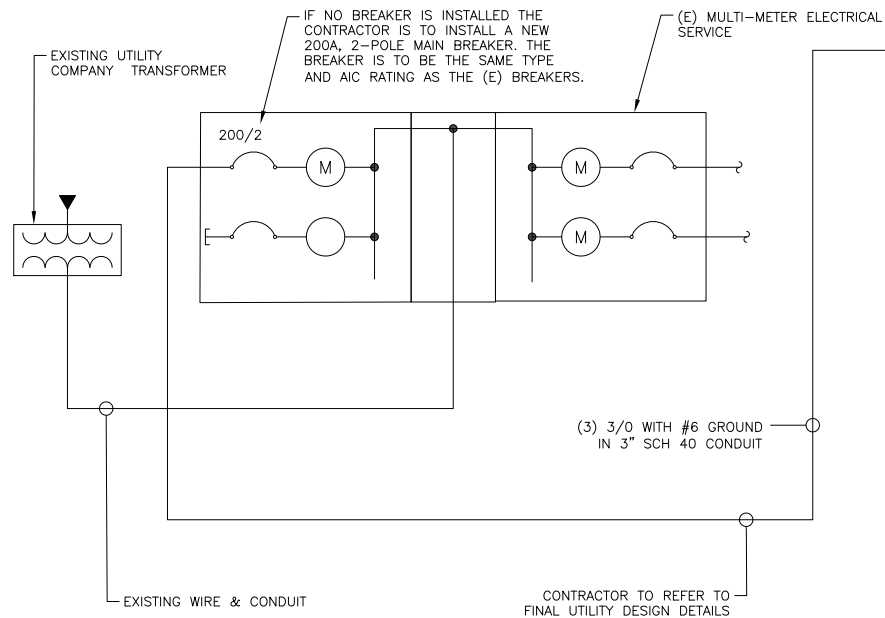 IF NO BREAKER IS INSTALLED THE
CONTRACTOR IS TO INSTALL A NEW
200A, 2-POLE MAIN BREAKER. THE
BREAKER IS TO BE THE SAME TYPE
AND AIC RATING AS THE (E) BREAKERS.
(E) MULTI-METER ELECTRICAL
SERVICE
EXISTING UTILITY
COMPANY TRANSFORMER
200/2
M
M
M
(3) 3/0 WITH #6 GROUND
IN 3" SCH 40 CONDUIT
EXISTING WIRE & CONDUIT
CONTRACTOR TO REFER TO
FINAL UTILITY DESIGN DETAILS